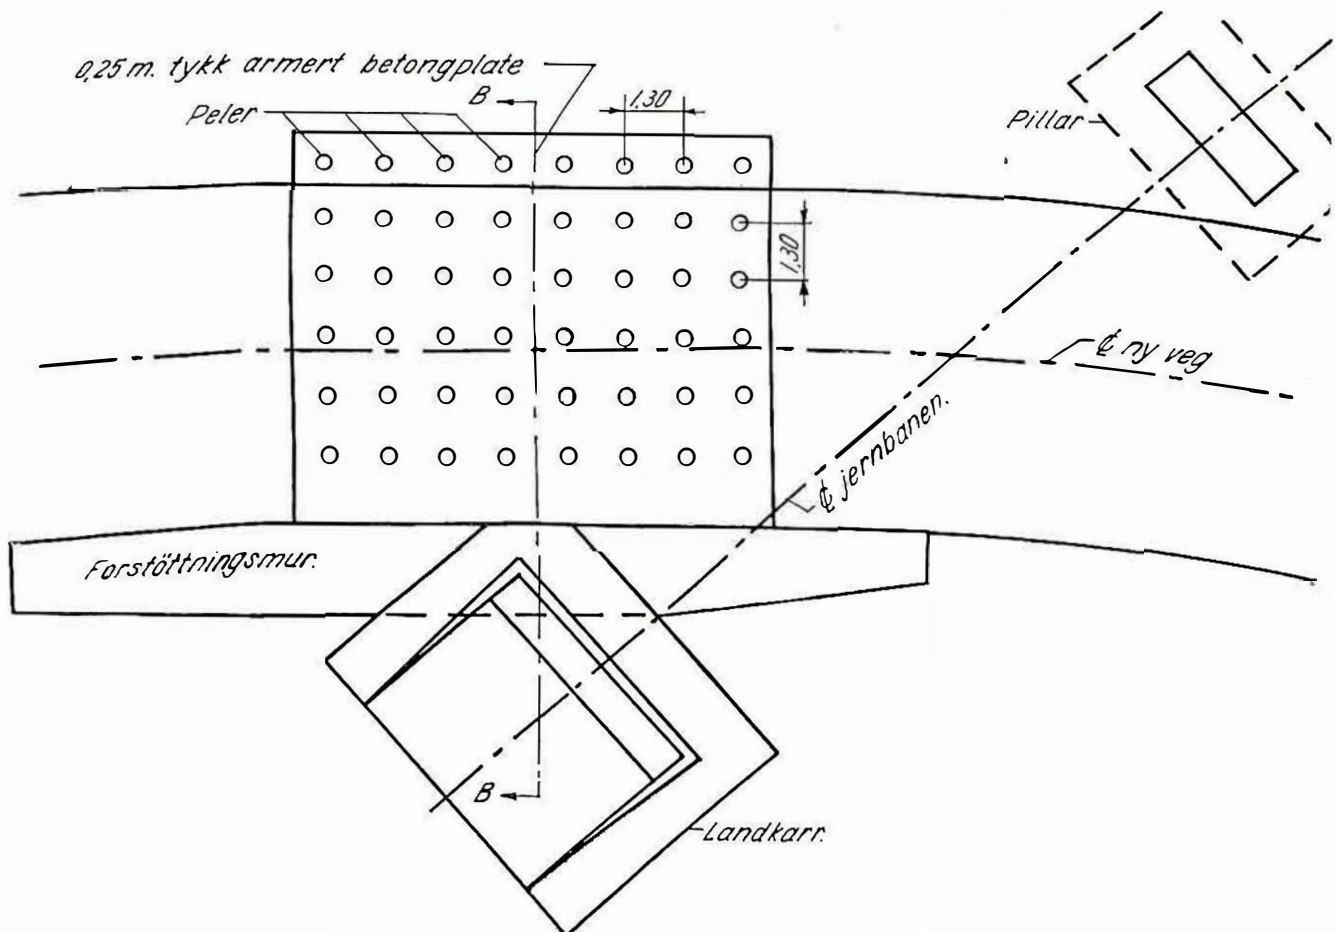 0,25 m. tykk armert betongplate
B
1,30
Peler
Pillar
1,30
₵ ny veg
₵ jernbanen.
Forstöttningsmur.
B
Landkarr.